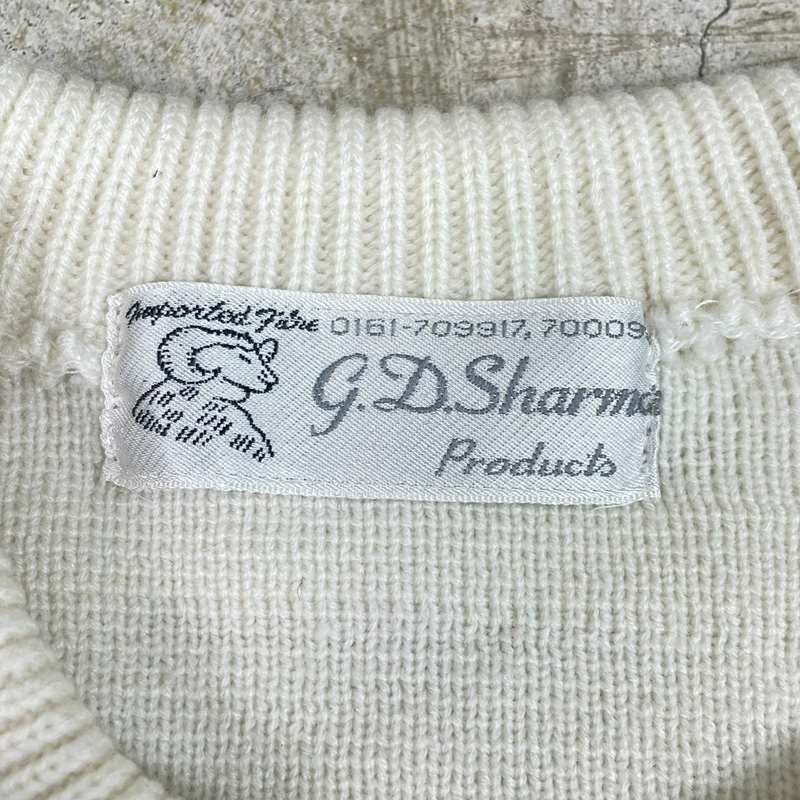 Imported Fibre 0161-709917, 70009
G.D.Sharma
Products